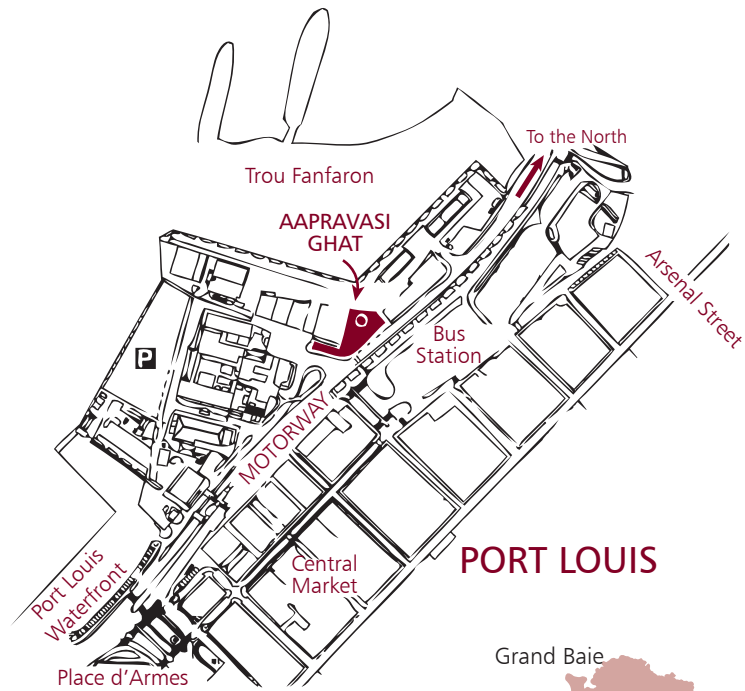 To the North
Trou Fanfaron
AAPRAVASI
GHAT
Arsenal Street
Bus
Station
P
MOTORWAY
PORT LOUIS
Central
Market
Port Louis
Waterfront
Grand Baie
Place d'Armes